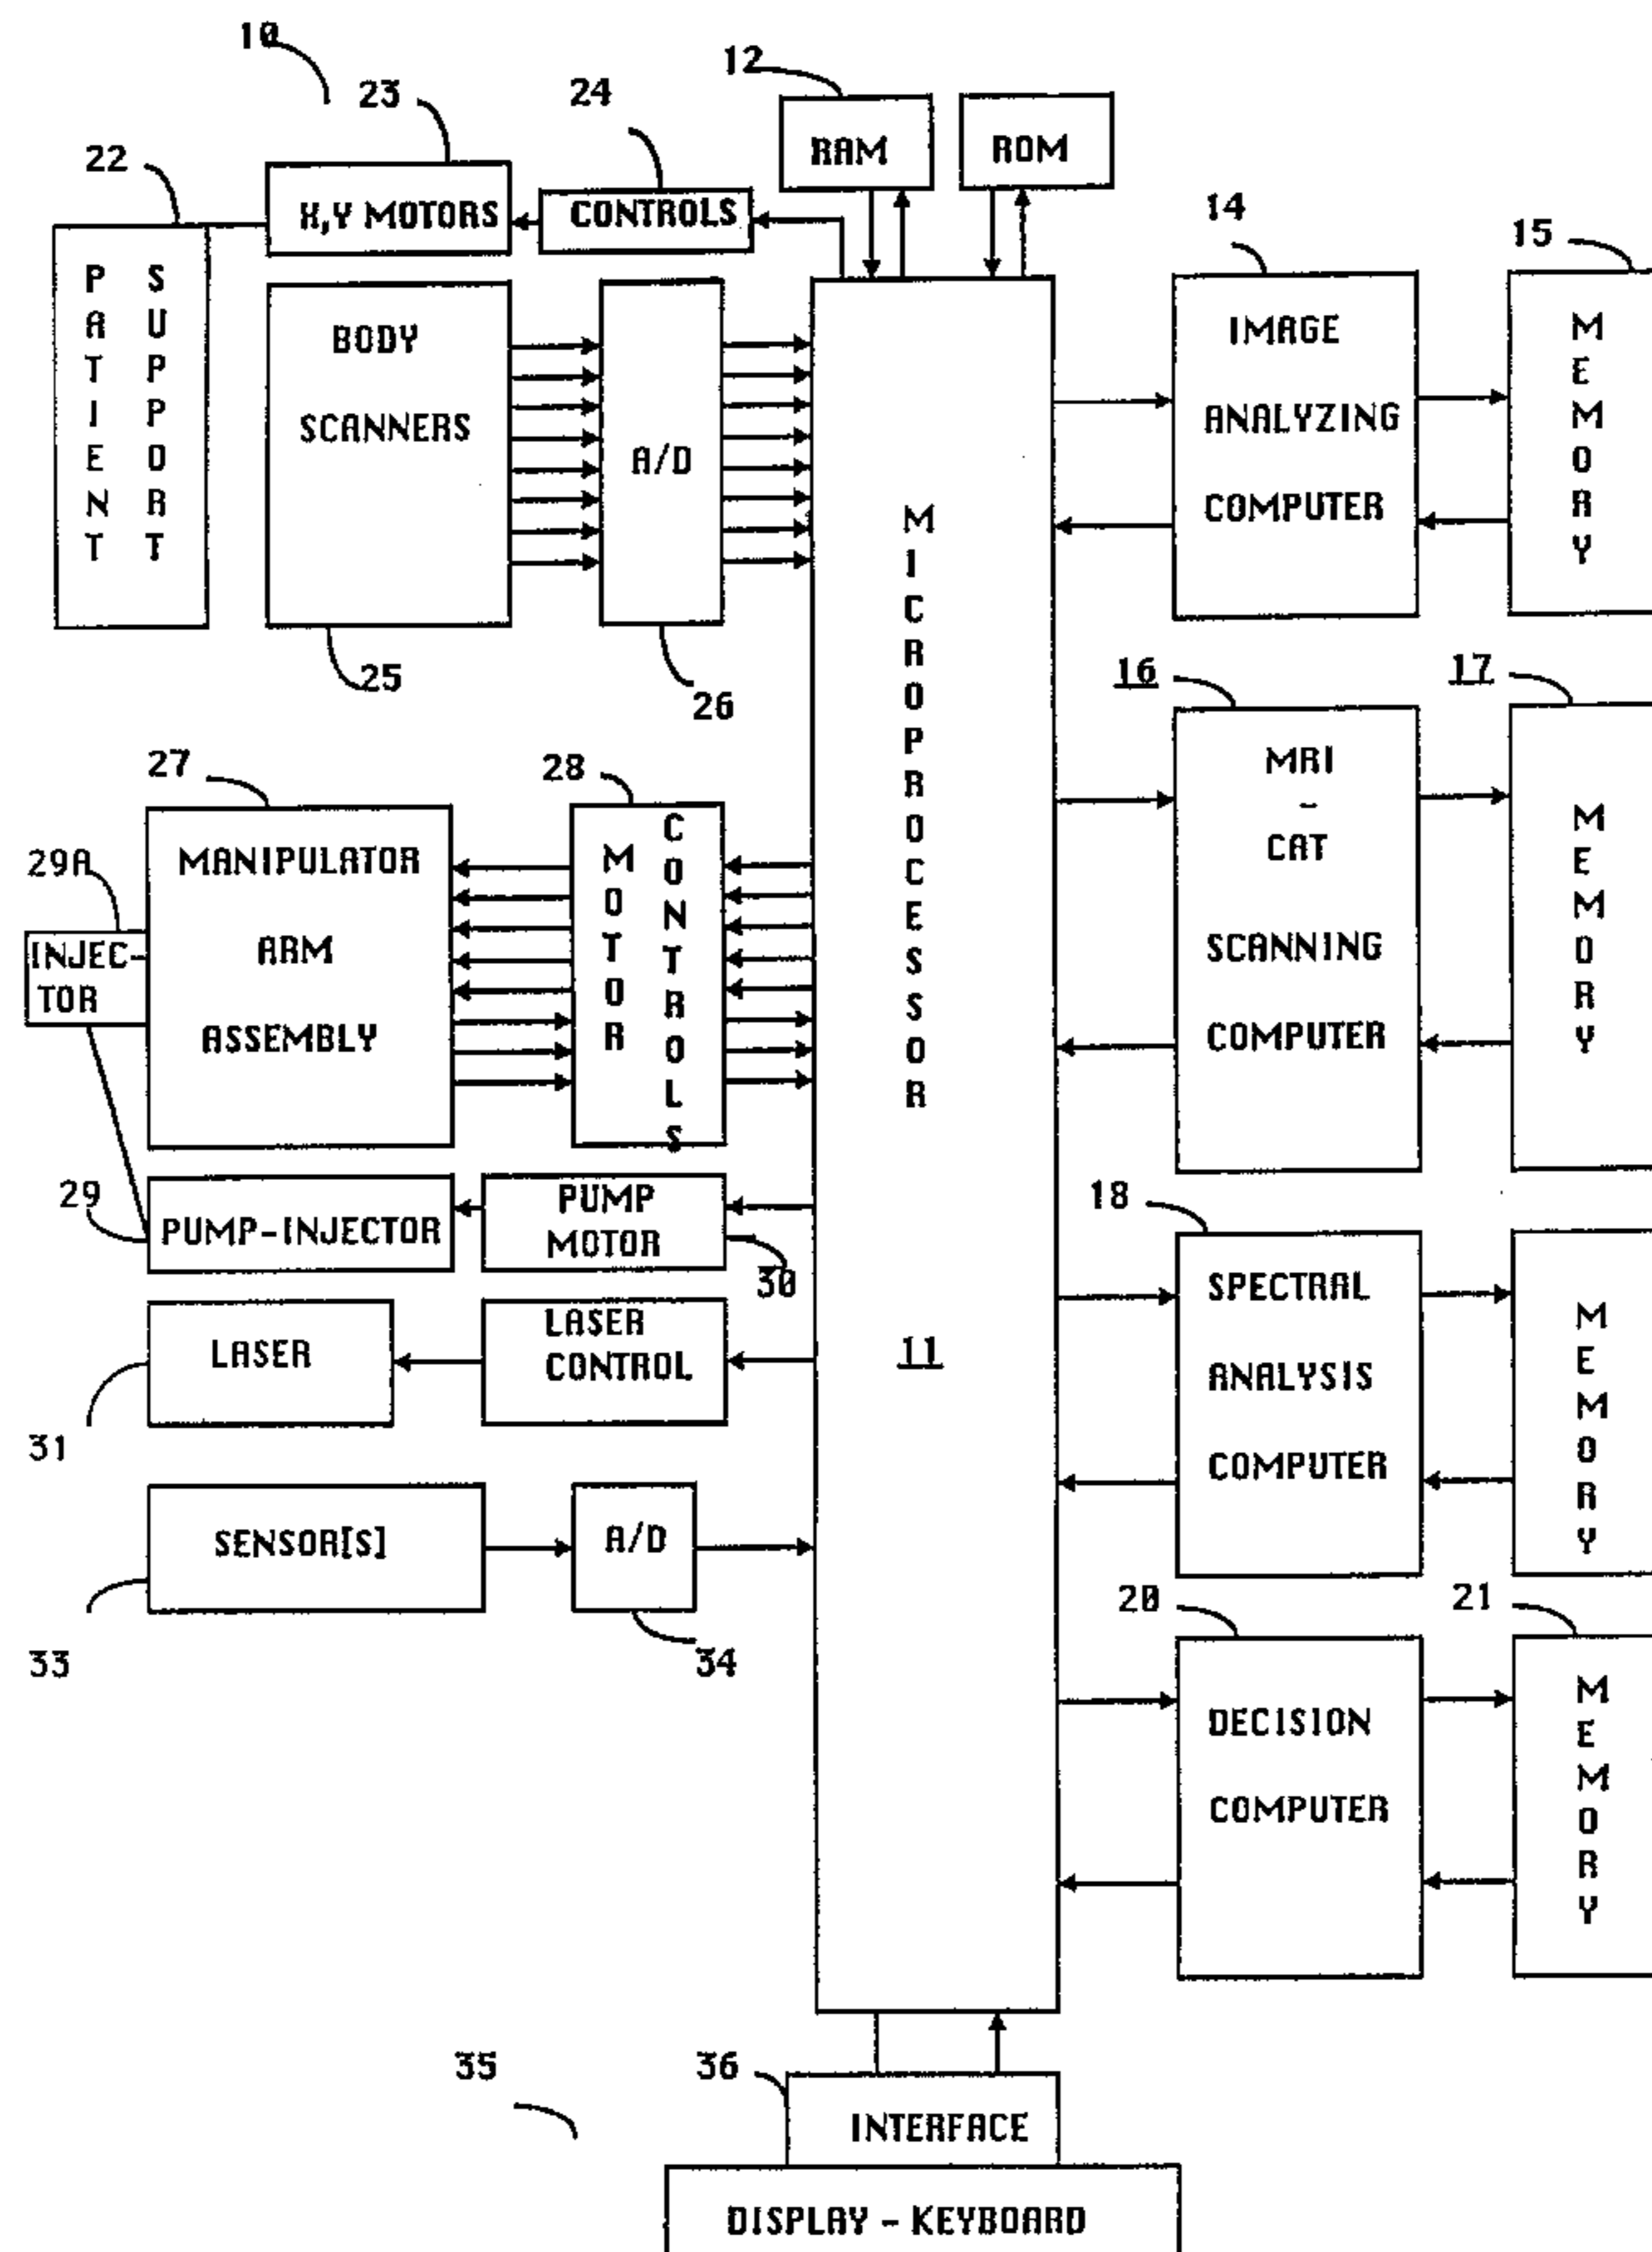 10
12
23
24
22
RAM
ROM
X,Y MOTORS
CONTROLS
14
15
PATIENT
SUPPORT
BODY
SCANNERS
A/D
IMAGE
ANALYZING
COMPUTER
MEMORY
25
26
16
17
MICROPROCESSOR
11
27
28
MRI
-
CAT
SCANNING
COMPUTER
MEMORY
29A
INJEC-
TOR
MANIPULATOR
ARM
ASSEMBLY
MOTOR
CONTROLS
29
PUMP-INJECTOR
PUMP
MOTOR
30
18
SPECTRAL
ANALYSIS
COMPUTER
MEMORY
LASER
LASER
CONTROL
31
SENSOR[S]
A/D
33
34
20
21
DECISION
COMPUTER
MEMORY
35
36
INTERFACE
DISPLAY - KEYBOARD